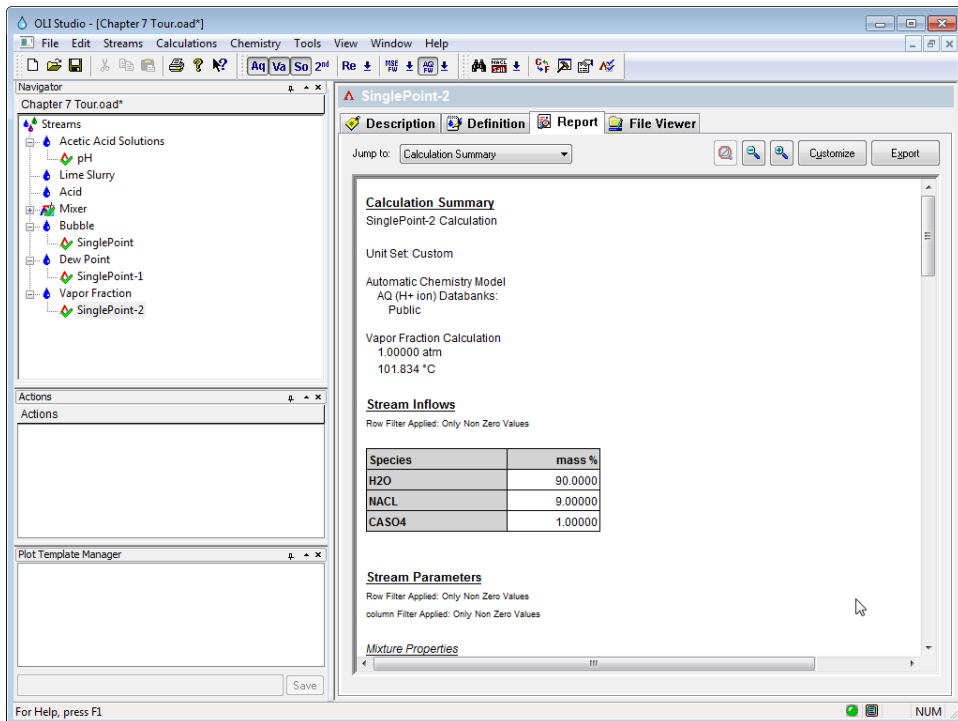 OLI Studio - [Chapter 7 Tour.oad*]
File Edit Streams Calculations Chemistry Tools View Window Help
Aq Va So 2nd Re MSE FW AQ FW NACL
Navigator
Chapter 7 Tour.oad*
Streams
Acetic Acid Solutions
pH
Lime Slurry
Acid
Mixer
Bubble
SinglePoint
Dew Point
SinglePoint-1
Vapor Fraction
SinglePoint-2
Actions
Actions
Plot Template Manager
Save
SinglePoint-2
Description Definition Report File Viewer
Jump to: Calculation Summary Customize Export
Calculation Summary
SinglePoint-2 Calculation
Unit Set: Custom
Automatic Chemistry Model
AQ (H+ ion) Databanks:
Public
Vapor Fraction Calculation
1.00000 atm
101.834 °C
Stream Inflows
Row Filter Applied: Only Non Zero Values
Species mass %
H2O 90.0000
NACL 9.00000
CASO4 1.00000
Stream Parameters
Row Filter Applied: Only Non Zero Values
column Filter Applied: Only Non Zero Values
Mixture Properties
For Help, press F1 NUM